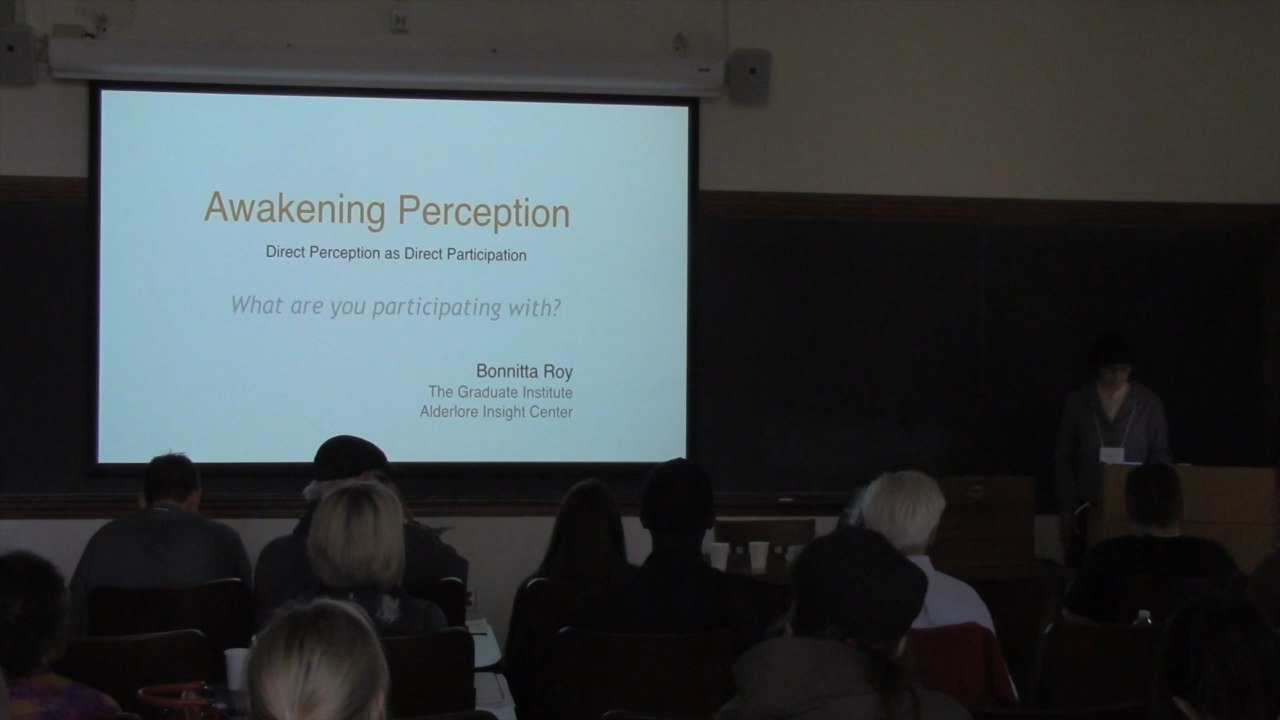 Awakening Perception
Direct Perception as Direct Participation
What are you participating with?
Bonnitta Roy
The Graduate Institute
Alderlore Insight Center